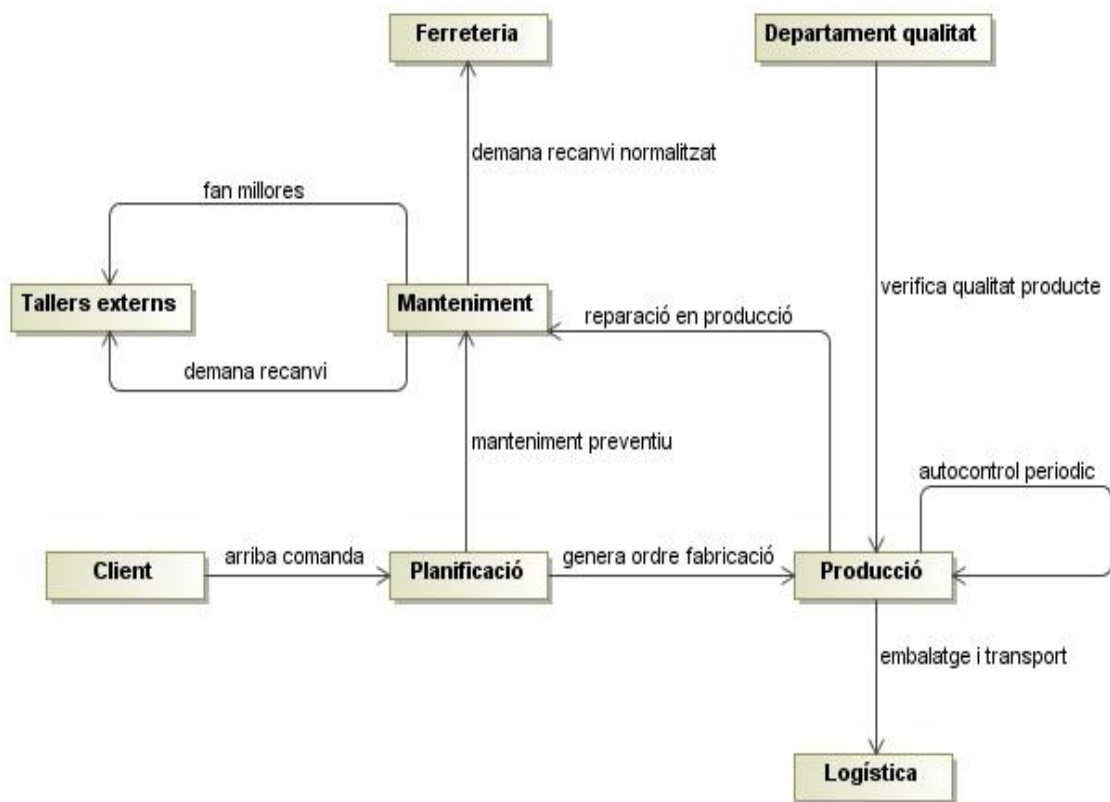 Ferreteria
Departament qualitat
demana recanvi normalitzat
fan millores
Tallers externs
Manteniment
verifica qualitat producte
reparació en producció
demana recanvi
manteniment preventiu
autocontrol periodic
Client
arriba comanda
Planificació
genera ordre fabricació
Producció
embalatge i transport
Logística